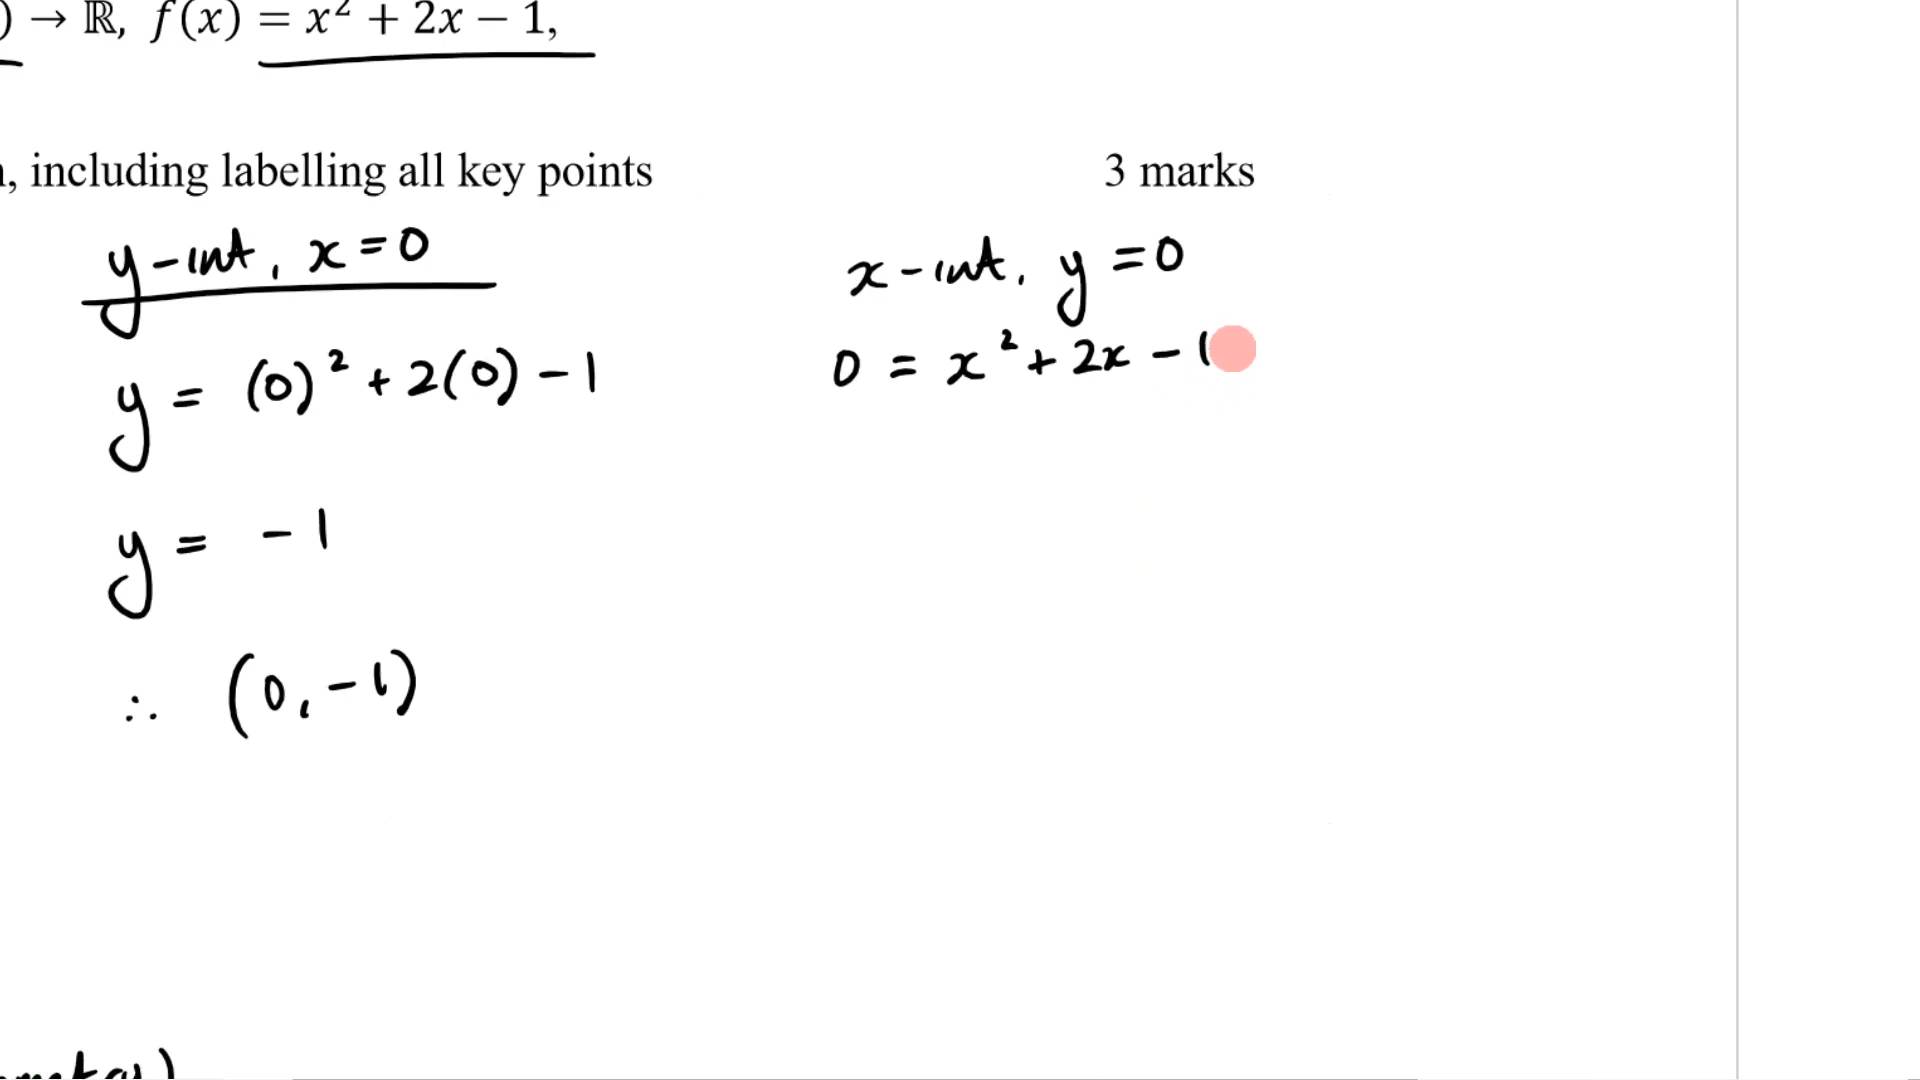 ) → ℝ, f(x) = x² + 2x − 1,
, including labelling all key points
3 marks
y-int, x = 0
y = (0)² + 2(0) - 1
y = -1
∴ (0, -1)
x-int, y = 0
0 = x² + 2x - 1